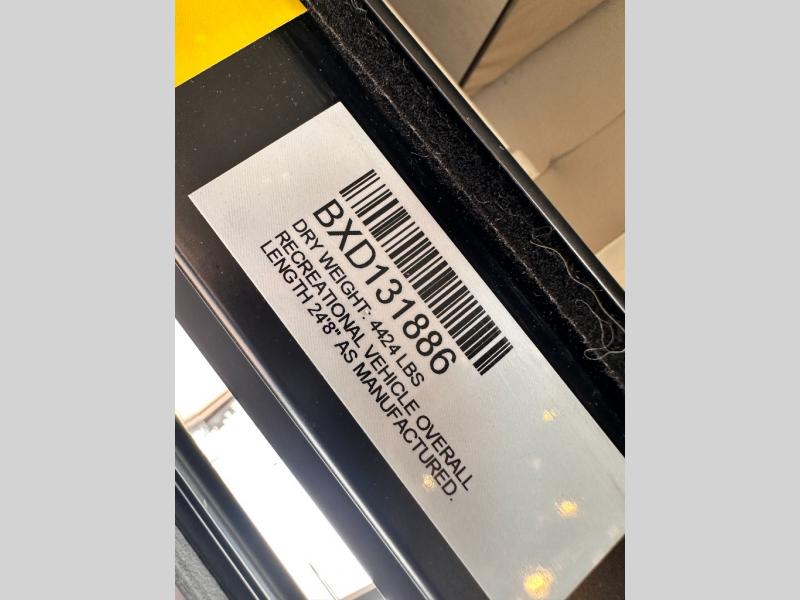 BXD131886
DRY WEIGHT: 4424 LBS
RECREATIONAL VEHICLE OVERALL
LENGTH 24'8" AS MANUFACTURED.